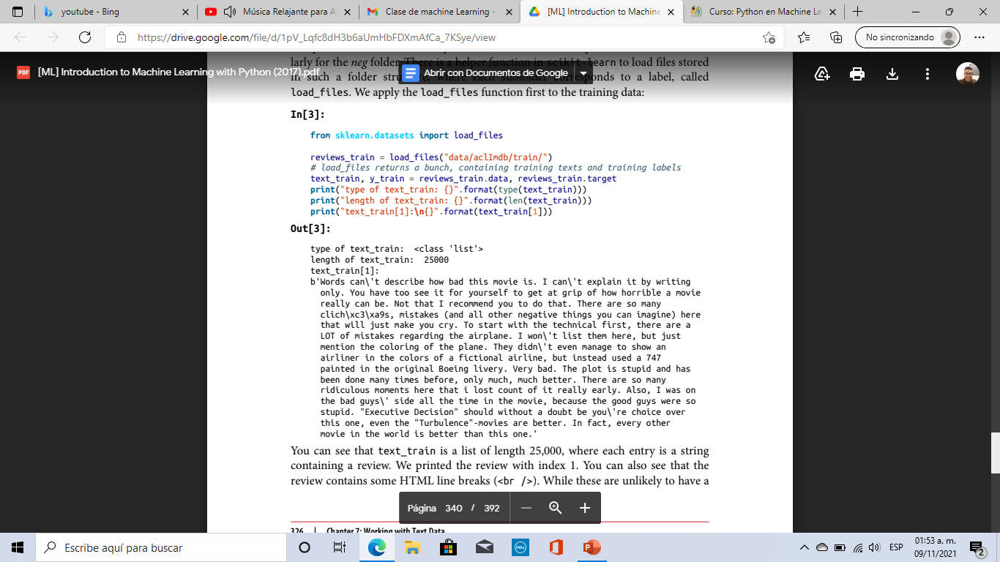 youtube - Bing
Música Relajante para Al
Clase de machine Learning -
[ML] Introduction to Machine
Curso: Python en Machine Le
https://drive.google.com/file/d/1pV_Lqfc8dH3b6aUmHbFDXmAfCa_7KSye/view
No sincronizando
larly for the neg folder. There is a helper function in scikit-learn to load files stored
PDF [ML] Introduction to Machine Learning with Python (2017).pdf
Abrir con Documentos de Google
in such a folder structure, where each subfolder corresponds to a label, called
load_files. We apply the load_files function first to the training data:
In[3]:
from sklearn.datasets import load_files
reviews_train = load_files("data/aclImdb/train/")
# load_files returns a bunch, containing training texts and training labels
text_train, y_train = reviews_train.data, reviews_train.target
print("type of text_train: {}".format(type(text_train)))
print("length of text_train: {}".format(len(text_train)))
print("text_train[1]:\n{}".format(text_train[1]))
Out[3]:
type of text_train: <class 'list'>
length of text_train: 25000
text_train[1]:
b'Words can\'t describe how bad this movie is. I can\'t explain it by writing
only. You have too see it for yourself to get at grip of how horrible a movie
really can be. Not that I recommend you to do that. There are so many
clich\xc3\xa9s, mistakes (and all other negative things you can imagine) here
that will just make you cry. To start with the technical first, there are a
LOT of mistakes regarding the airplane. I won\'t list them here, but just
mention the coloring of the plane. They didn\'t even manage to show an
airliner in the colors of a fictional airline, but instead used a 747
painted in the original Boeing livery. Very bad. The plot is stupid and has
been done many times before, only much, much better. There are so many
ridiculous moments here that i lost count of it really early. Also, I was on
the bad guys\' side all the time in the movie, because the good guys were so
stupid. "Executive Decision" should without a doubt be you\'re choice over
this one, even the "Turbulence"-movies are better. In fact, every other
movie in the world is better than this one.'
You can see that text_train is a list of length 25,000, where each entry is a string
containing a review. We printed the review with index 1. You can also see that the
review contains some HTML line breaks (<br />). While these are unlikely to have a
Página 340 / 392
326 | Chapter 7: Working with Text Data
Escribe aquí para buscar
DELL
ESP
01:53 a. m.
09/11/2021
2